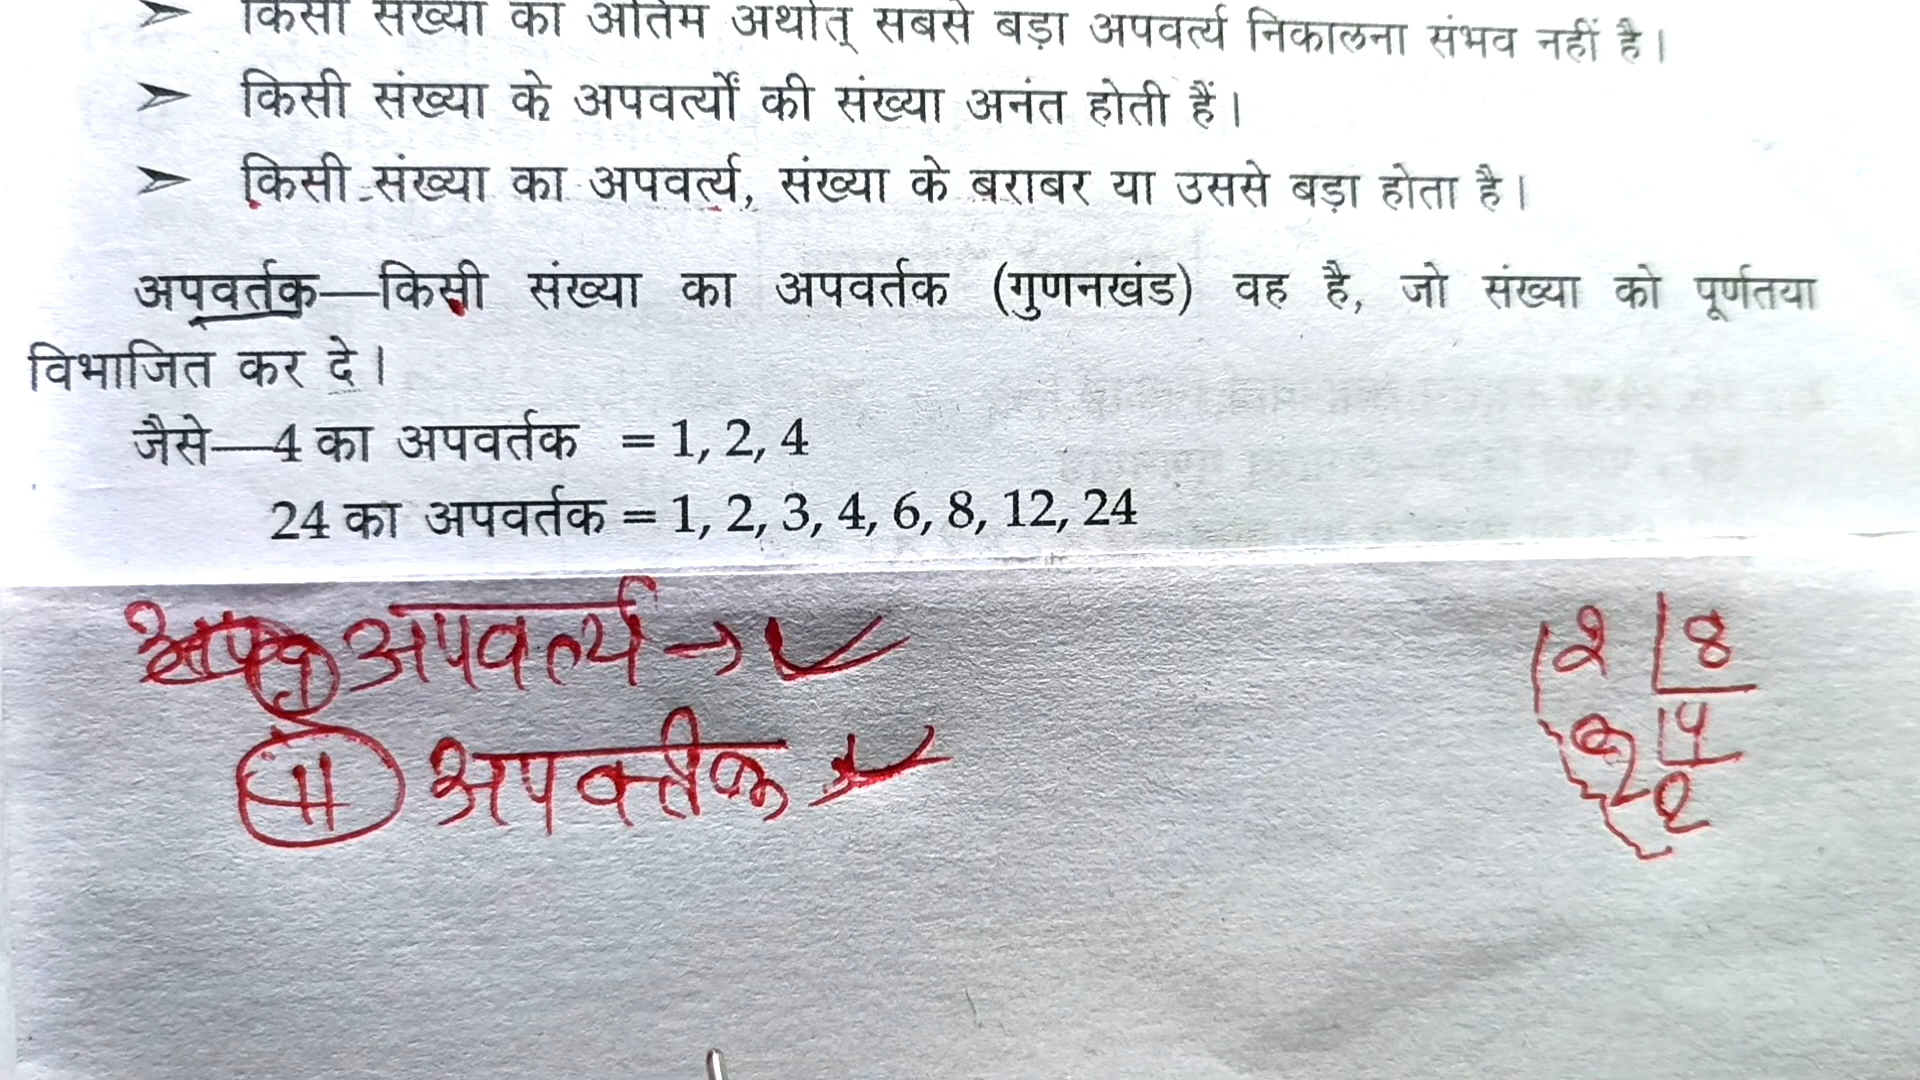 ➢ किसी संख्या का अंतिम अर्थात् सबसे बड़ा अपवर्त्य निकालना संभव नहीं है।
➢ किसी संख्या के अपवर्त्यों की संख्या अनंत होती हैं।
➢ किसी संख्या का अपवर्त्य, संख्या के बराबर या उससे बड़ा होता है।
अपवर्तक—किसी संख्या का अपवर्तक (गुणनखंड) वह है, जो संख्या को पूर्णतया
विभाजित कर दे।
जैसे—4 का अपवर्तक = 1, 2, 4
24 का अपवर्तक = 1, 2, 3, 4, 6, 8, 12, 24
अपवर्त्य →
11 अपवर्तक
2 8
2 4
2